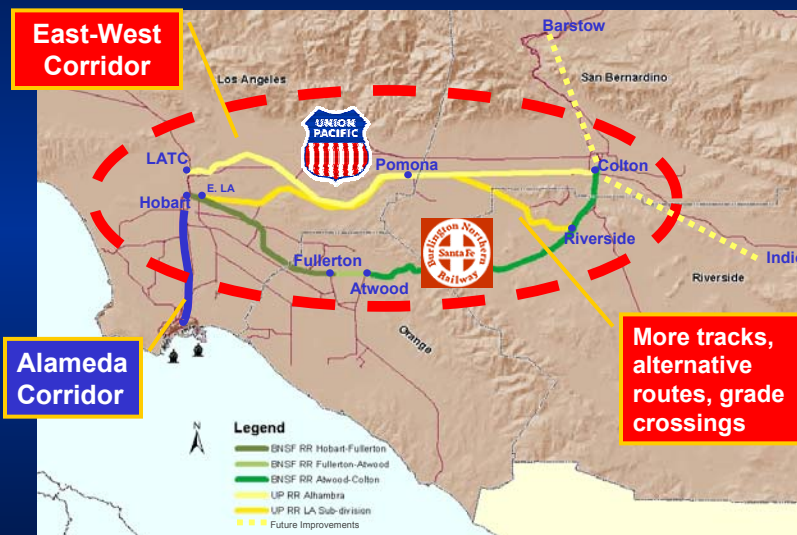 East-West
Corridor
Barstow
Los Angeles
San Bernardino
UNION
PACIFIC
LATC
Pomona
Colton
E. LA
Hobart
Burlington Northern
Santa Fe
Railway
Riverside
Fullerton
Atwood
Indio
Riverside
Orange
Alameda
Corridor
More tracks,
alternative
routes, grade
crossings
N
Legend
BNSF RR Hobart-Fullerton
BNSF RR Fullerton-Atwood
BNSF RR Atwood-Colton
UP RR Alhambra
UP RR LA Sub-division
Future Improvements